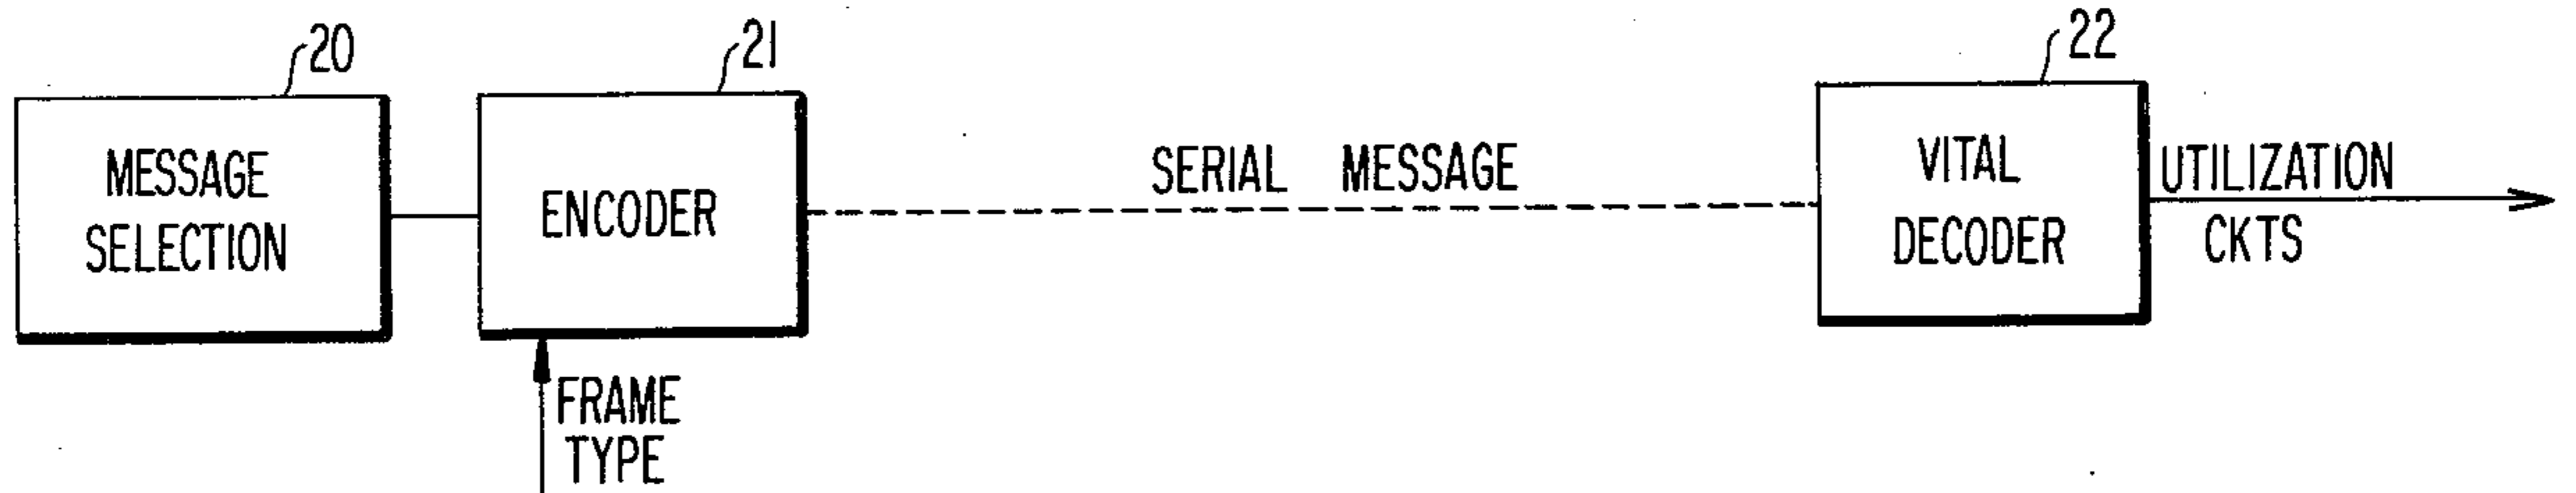 20
21
22
MESSAGE
SELECTION
ENCODER
SERIAL MESSAGE
VITAL
DECODER
UTILIZATION
CKTS
FRAME
TYPE